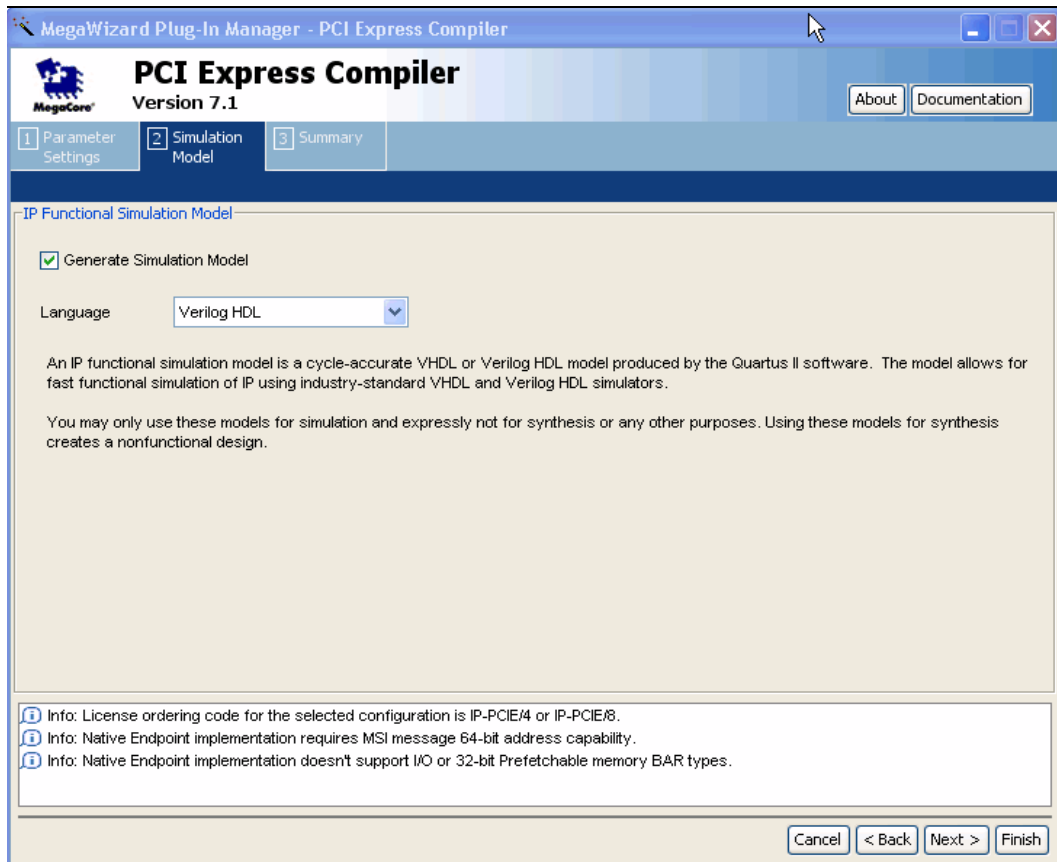 MegaWizard Plug-In Manager - PCI Express Compiler
PCI Express Compiler
Version 7.1
MegaCore®
About
Documentation
1 Parameter
Settings
2 Simulation
Model
3 Summary
IP Functional Simulation Model
Generate Simulation Model
Language
Verilog HDL
An IP functional simulation model is a cycle-accurate VHDL or Verilog HDL model produced by the Quartus II software. The model allows for
fast functional simulation of IP using industry-standard VHDL and Verilog HDL simulators.
You may only use these models for simulation and expressly not for synthesis or any other purposes. Using these models for synthesis
creates a nonfunctional design.
Info: License ordering code for the selected configuration is IP-PCIE/4 or IP-PCIE/8.
Info: Native Endpoint implementation requires MSI message 64-bit address capability.
Info: Native Endpoint implementation doesn't support I/O or 32-bit Prefetchable memory BAR types.
Cancel
< Back
Next >
Finish